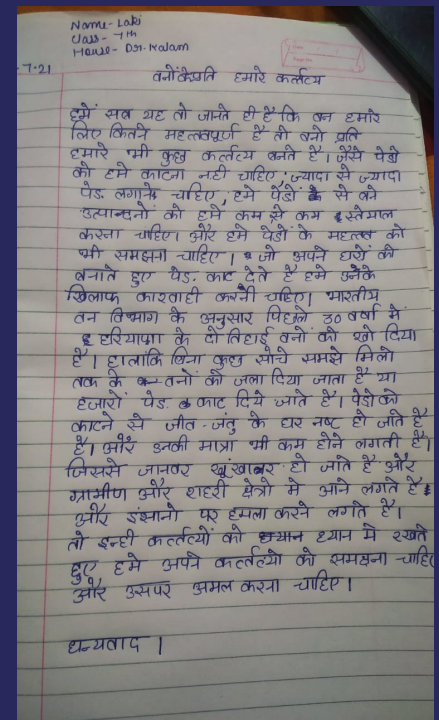 Name- Laki
Class- 7th
House- Dr. Kalam
7.21
वनों के प्रति हमारे कर्तव्य
हमें सब यह तो जानते ही है कि वन हमारे
लिए कितने महत्वपूर्ण है तो वनो प्रति
हमारे भी कुछ कर्तव्य बनते है। जैसे पेडो
को हमे काटना नही चाहिए, ज्यादा से ज्यादा
पेड. लगाने चाहिए, हमे पेड़ों से बने
उत्पादनों को हमें कम से कम इस्तेमाल
करना चाहिए। और हमे पेडों के महत्व को
भी समझना चाहिए। जो अपने घरों को
बनाते हुए पेड. काट देते है हमे उनके
खिलाफ कारवाही करनी चाहिए। भारतीय
वन विभाग के अनुसार पिछले 30 वर्षा में
हरियाणा के दो तिहाई वनों को खो दिया
है। हालांकि बिना कुछ सोचे समझे मिलो
तक के वनों को जला दिया जाता है या
हजारों पेड. काट दिये जाते है। पेडो को
काटने से जीव-जंतु के घर नष्ट हो जाते है
है। और उनकी मात्रा भी कम होने लगती है।
जिससे जानवर खूंखार हो जाते है और
ग्रामीण और शहरी क्षेत्रो मे आने लगते है
और इंसानो पर हमला करने लगते है।
तो इन्ही कर्तव्यों को ध्यान मे रखते
हुए हमे अपने कर्तव्यो को समझना चाहिए
और उसपर अमल करना चाहिए।
धन्यवाद।